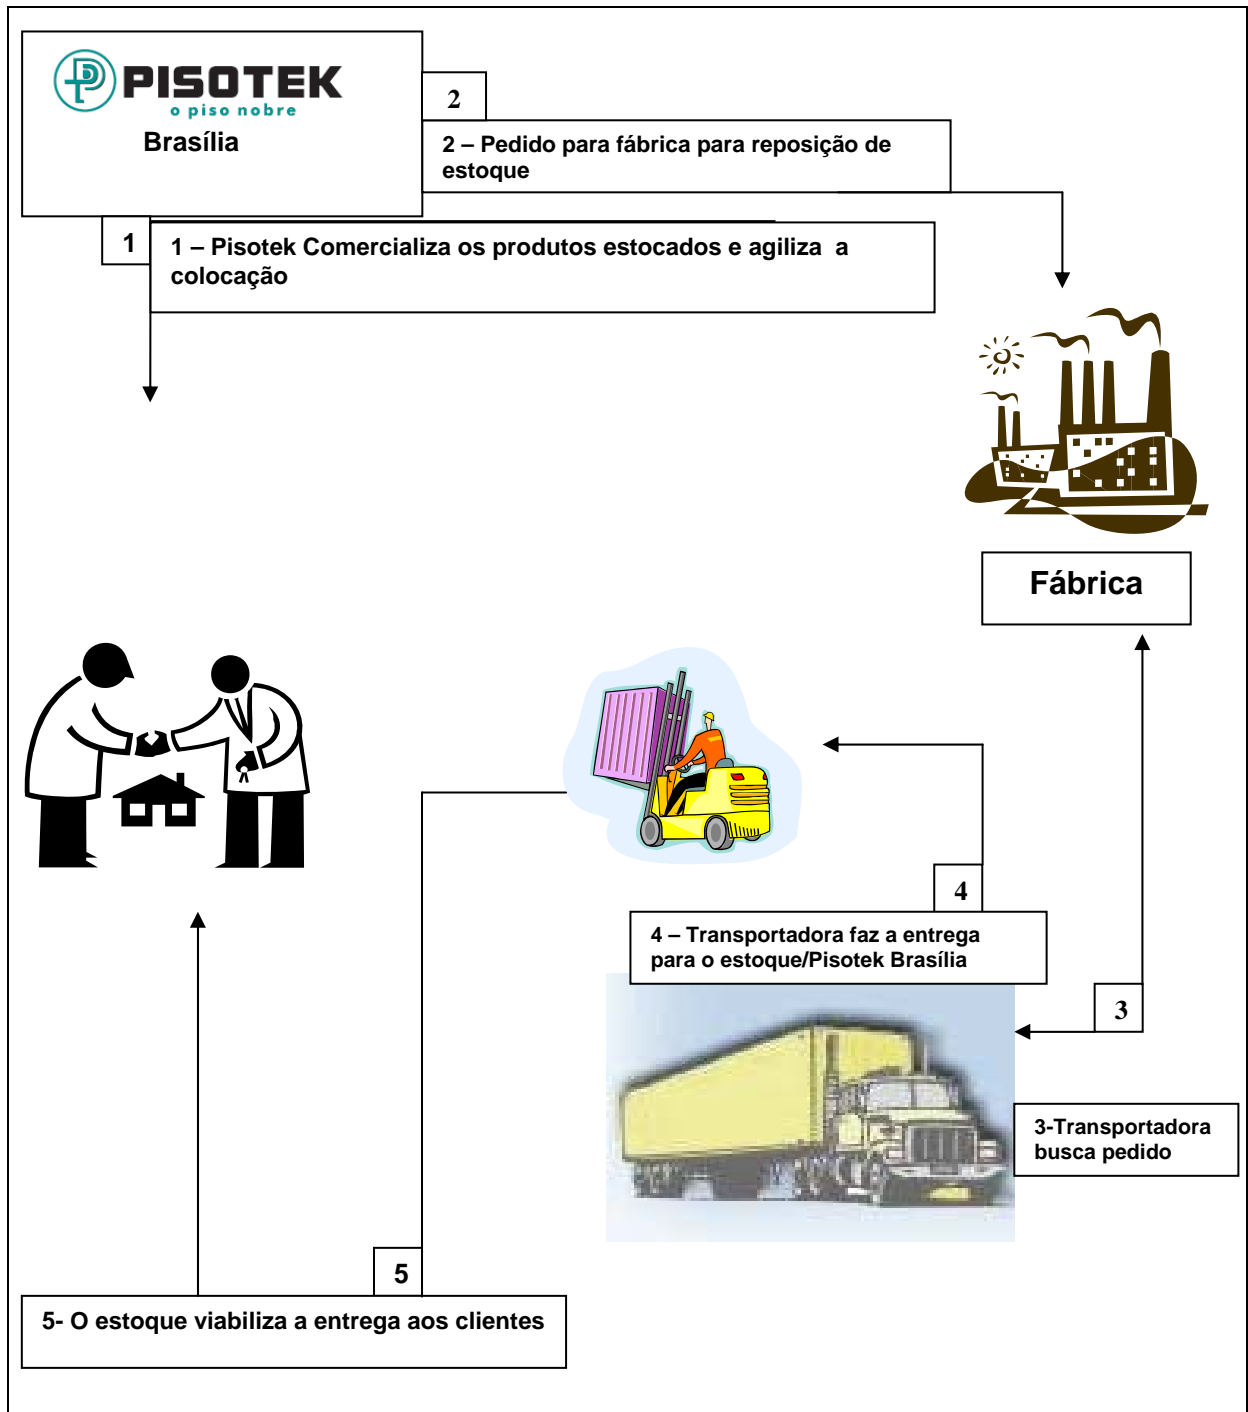 PISOTEK
o piso nobre
Brasília
2
2 – Pedido para fábrica para reposição de
estoque
1
1 – Pisotek Comercializa os produtos estocados e agiliza a
colocação
Fábrica
4
4 – Transportadora faz a entrega
para o estoque/Pisotek Brasília
3
3-Transportadora
busca pedido
5
5- O estoque viabiliza a entrega aos clientes